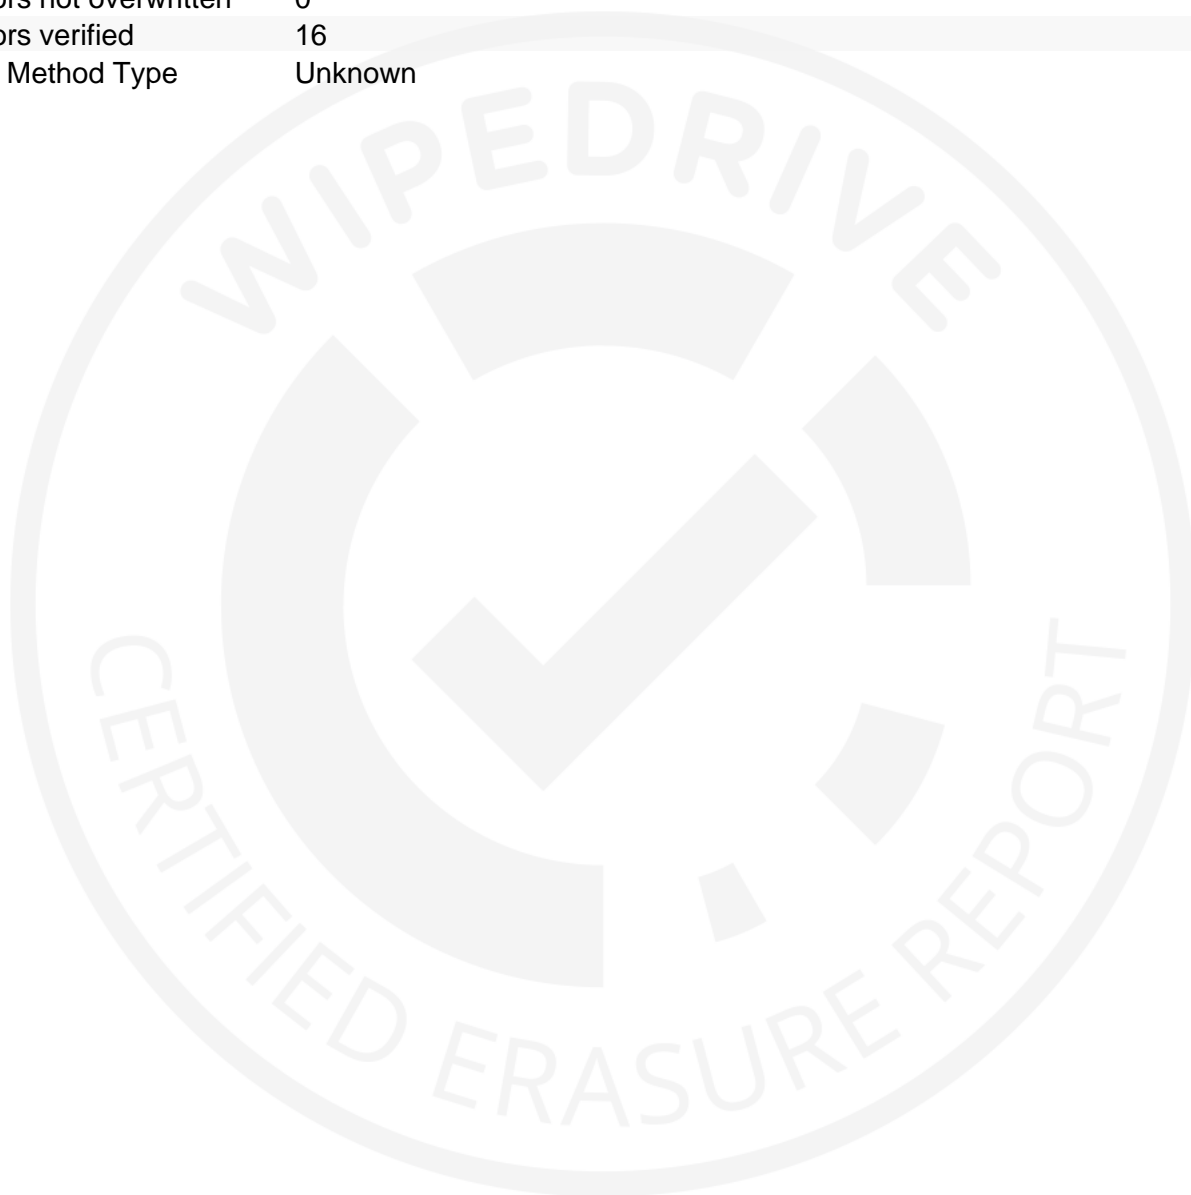 ors not overwritten 0
ors verified 16
Method Type Unknown
WIPEDRIVE
CERTIFIED ERASURE REPORT